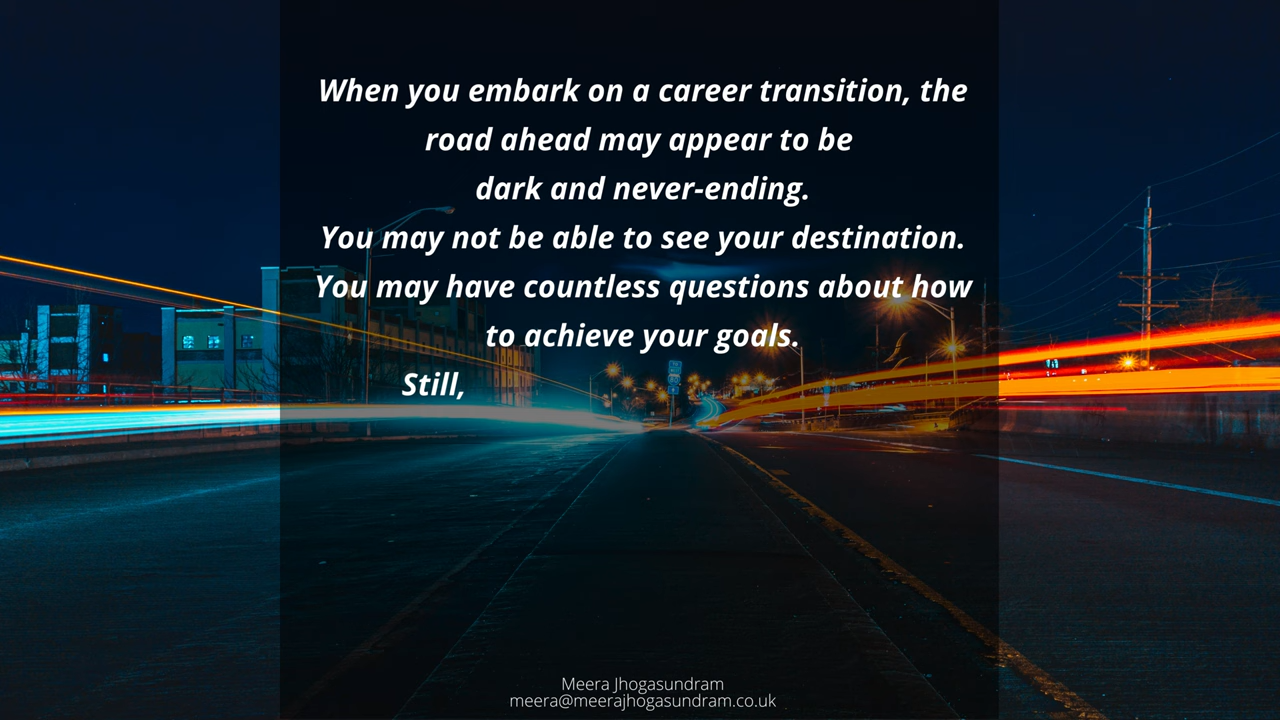 When you embark on a career transition, the
road ahead may appear to be
dark and never-ending.
You may not be able to see your destination.
You may have countless questions about how
to achieve your goals.
Still,
Meera Jhogasundram
meera@meerajhogasundram.co.uk